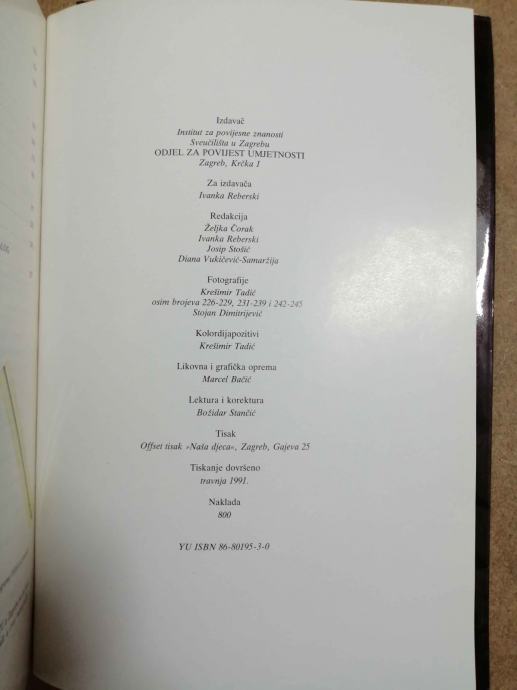 Izdavač
Institut za povijesne znanosti
Sveučilišta u Zagrebu
ODJEL ZA POVIJEST UMJETNOSTI
Zagreb, Krčka 1
Za izdavača
Ivanka Reberski
Redakcija
Željka Čorak
Ivanka Reberski
Josip Stošić
Diana Vukičević-Samaržija
Fotografije
Krešimir Tadić
osim brojeva 226-229, 231-239 i 242-245
Stojan Dimitrijević
Kolordijapozitivi
Krešimir Tadić
Likovna i grafička oprema
Marcel Bačić
Lektura i korektura
Božidar Stančić
Tisak
Offset tisak »Naša djeca«, Zagreb, Gajeva 25
Tiskanje dovršeno
travnja 1991.
Naklada
800
YU ISBN 86-80195-3-0